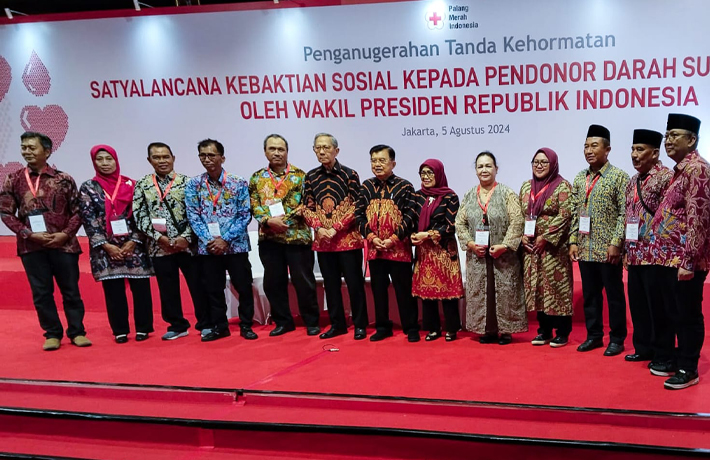 Palang
Merah
Indonesia
Penganugerahan Tanda Kehormatan
SATYALANCANA KEBAKTIAN SOSIAL KEPADA PENDONOR DARAH SU
OLEH WAKIL PRESIDEN REPUBLIK INDONESIA
Jakarta, 5 Agustus 2024